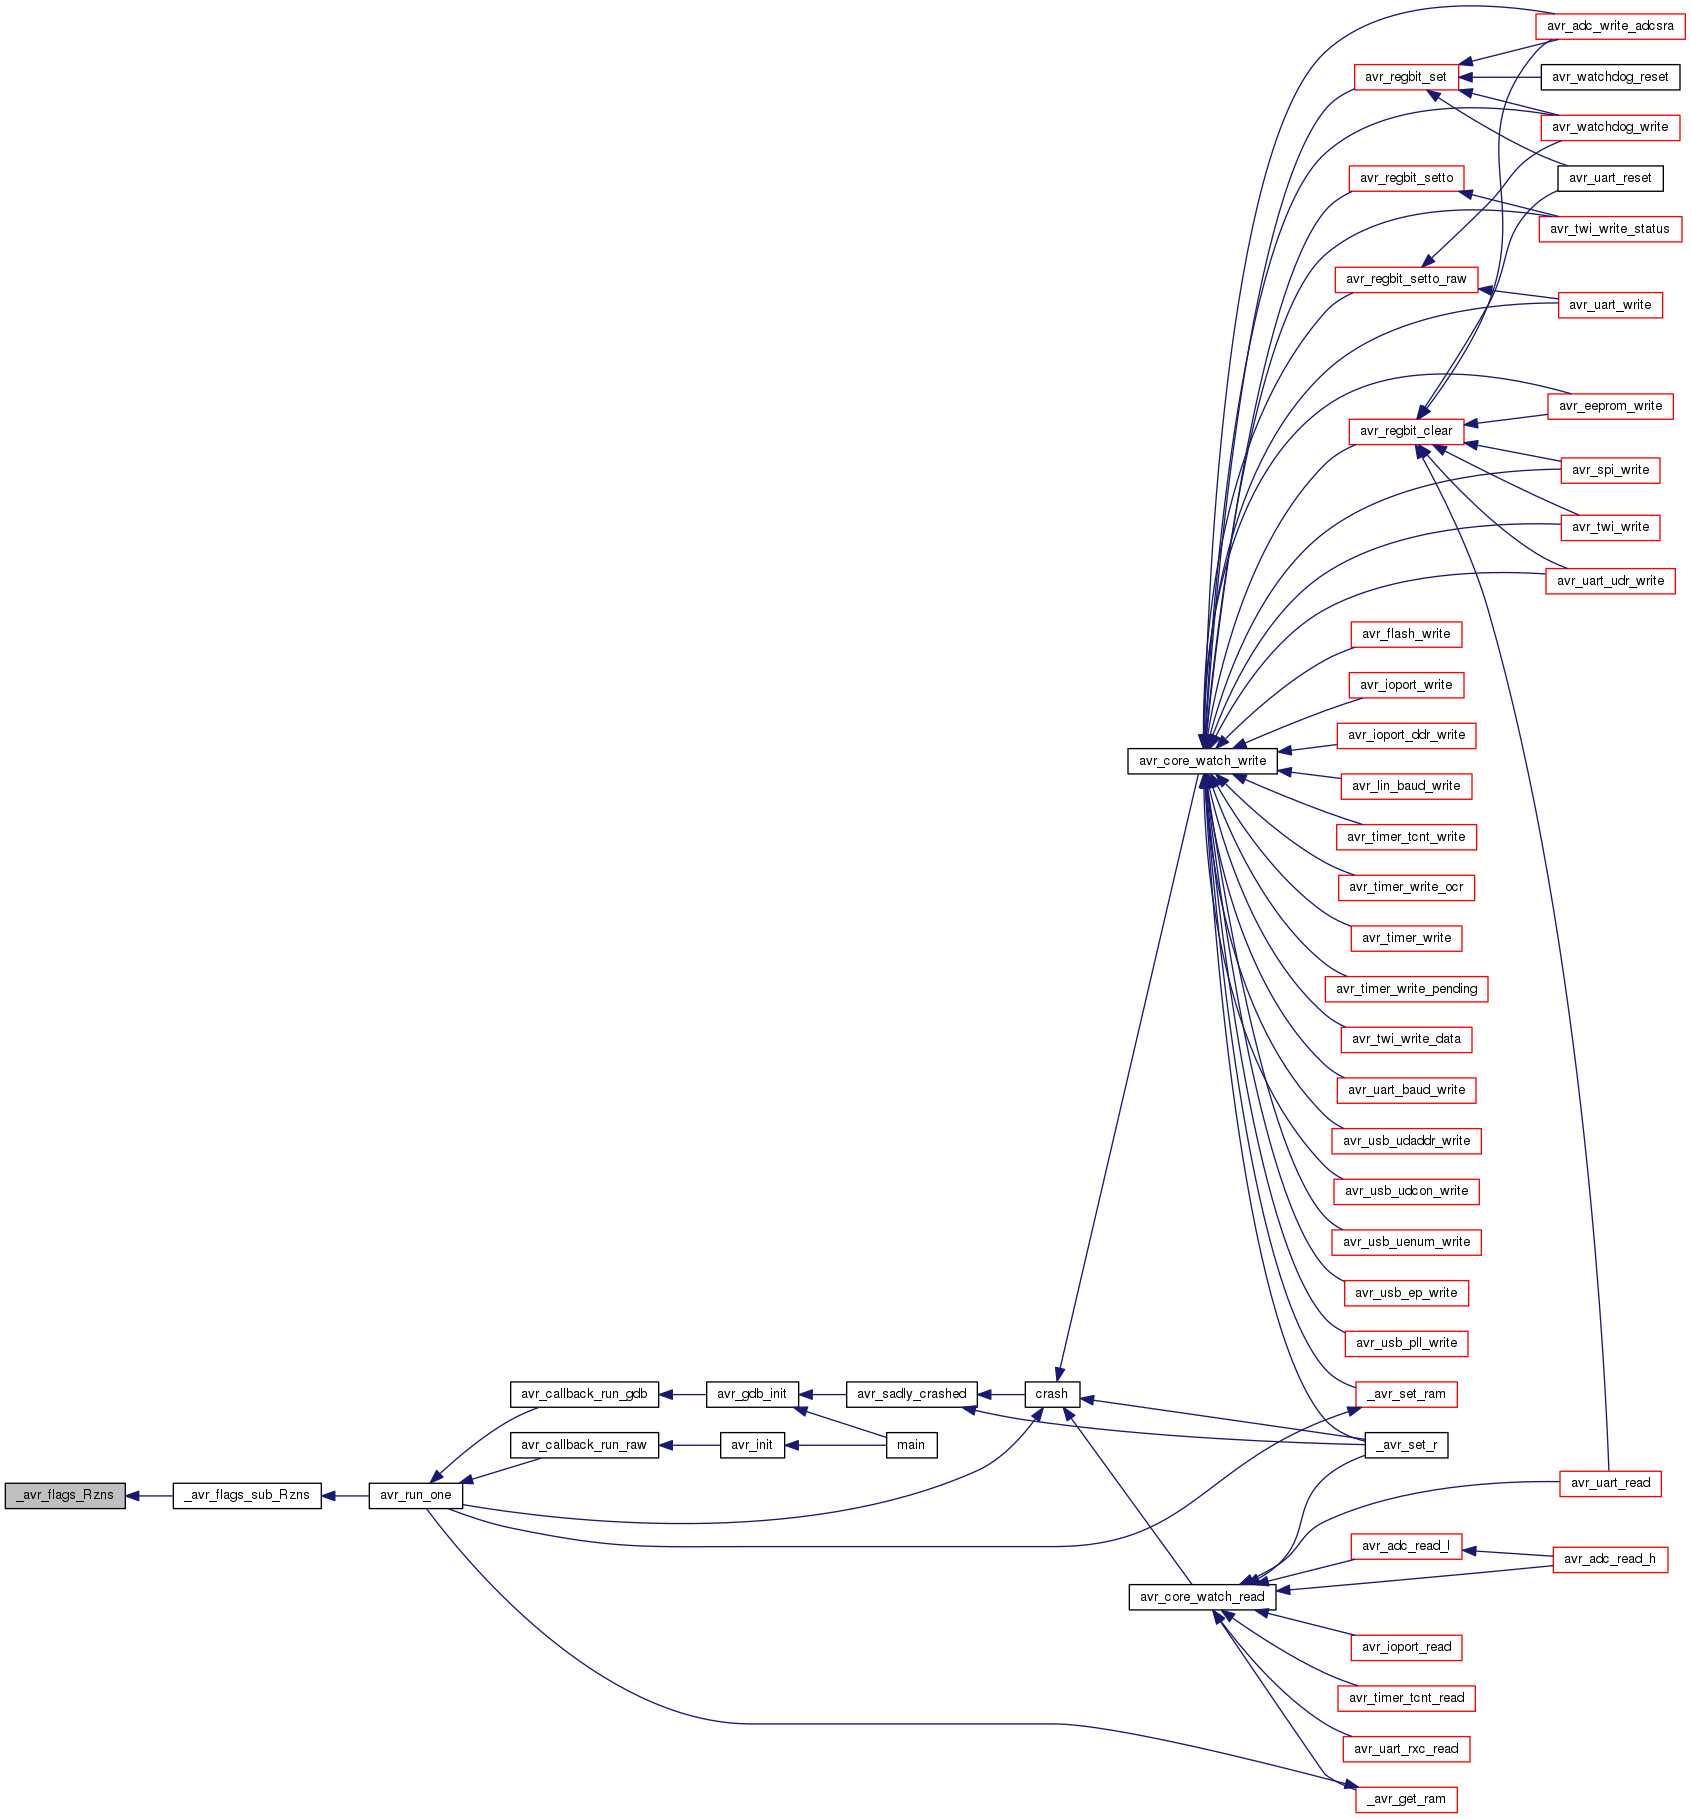 avr_adc_write_adcsra
avr_regbit_set
avr_watchdog_reset
avr_watchdog_write
avr_regbit_setto
avr_uart_reset
avr_twi_write_status
avr_regbit_setto_raw
avr_uart_write
avr_eeprom_write
avr_regbit_clear
avr_spi_write
avr_twi_write
avr_uart_udr_write
avr_flash_write
avr_ioport_write
avr_ioport_ddr_write
avr_core_watch_write
avr_lin_baud_write
avr_timer_tcnt_write
avr_timer_write_ocr
avr_timer_write
avr_timer_write_pending
avr_twi_write_data
avr_uart_baud_write
avr_usb_udaddr_write
avr_usb_udcon_write
avr_usb_uenum_write
avr_usb_ep_write
avr_usb_pll_write
avr_callback_run_gdb
avr_gdb_init
avr_sadly_crashed
crash
_avr_set_ram
avr_callback_run_raw
avr_init
main
_avr_set_r
_avr_flags_Rzns
_avr_flags_sub_Rzns
avr_run_one
avr_uart_read
avr_adc_read_l
avr_adc_read_h
avr_core_watch_read
avr_ioport_read
avr_timer_tcnt_read
avr_uart_rxc_read
_avr_get_ram